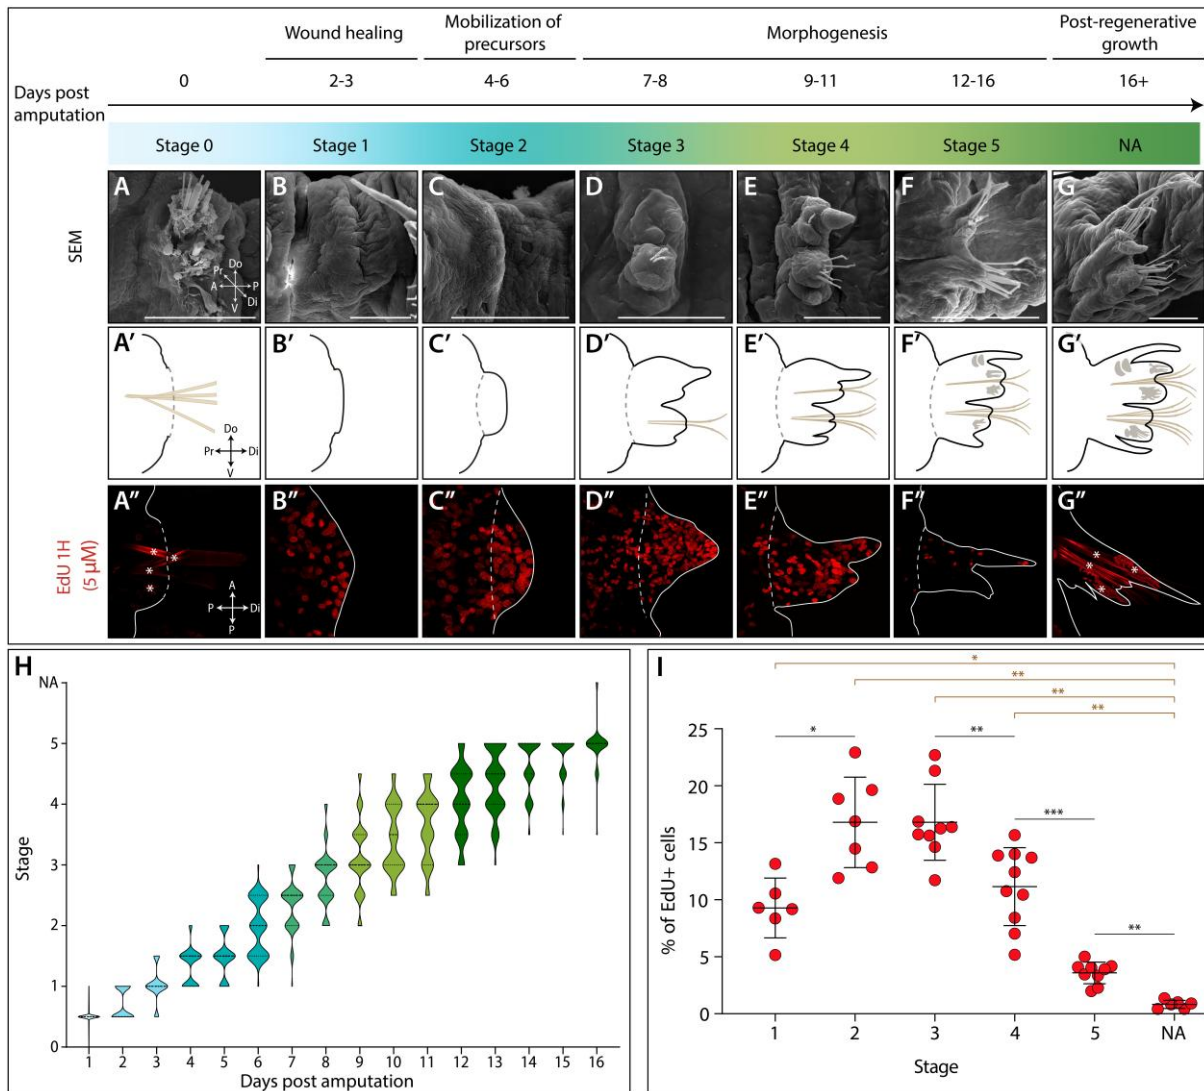 Wound healing
Mobilization of
precursors
Morphogenesis
Post-regenerative
growth
Days post
amputation
0 2-3 4-6 7-8 9-11 12-16 16+
Stage 0 Stage 1 Stage 2 Stage 3 Stage 4 Stage 5 NA
SEM
A B C D E F G
Do
Pr
A P
Di
V
A′ B′ C′ D′ E′ F′ G′
Do
Pr Di
V
EdU 1H
(5 µM)
A″ B″ C″ D″ E″ F″ G″
* * * *
* * * *
A
P Di
P
H
NA
5
4
3
2
1
0
Stage
1 2 3 4 5 6 7 8 9 10 11 12 13 14 15 16
Days post amputation
I
*
**
**
**
* **
***
**
25
20
15
10
5
0
% of EdU+ cells
1 2 3 4 5 NA
Stage